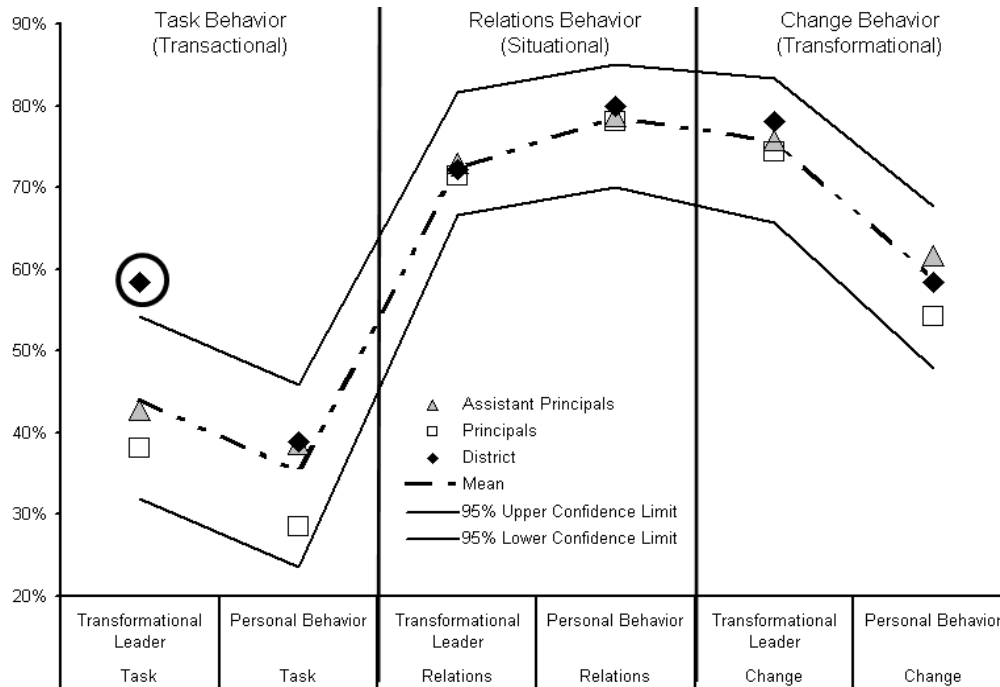 Task Behavior
(Transactional)
Relations Behavior
(Situational)
Change Behavior
(Transformational)
90%
80%
70%
60%
50%
40%
30%
20%
Assistant Principals
Principals
District
Mean
95% Upper Confidence Limit
95% Lower Confidence Limit
Transformational
Leader
Task
Personal Behavior
Task
Transformational
Leader
Relations
Personal Behavior
Relations
Transformational
Leader
Change
Personal Behavior
Change